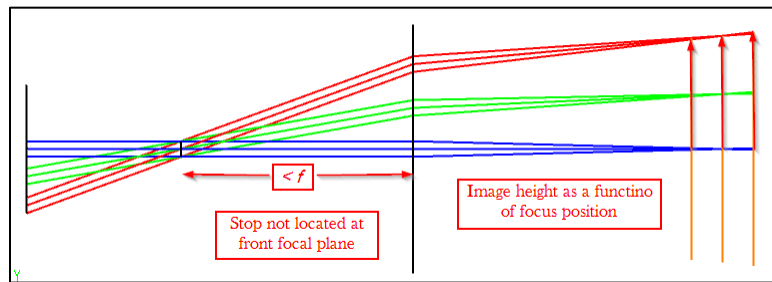 < f
Stop not located at
front focal plane
Image height as a functino
of focus position
Y